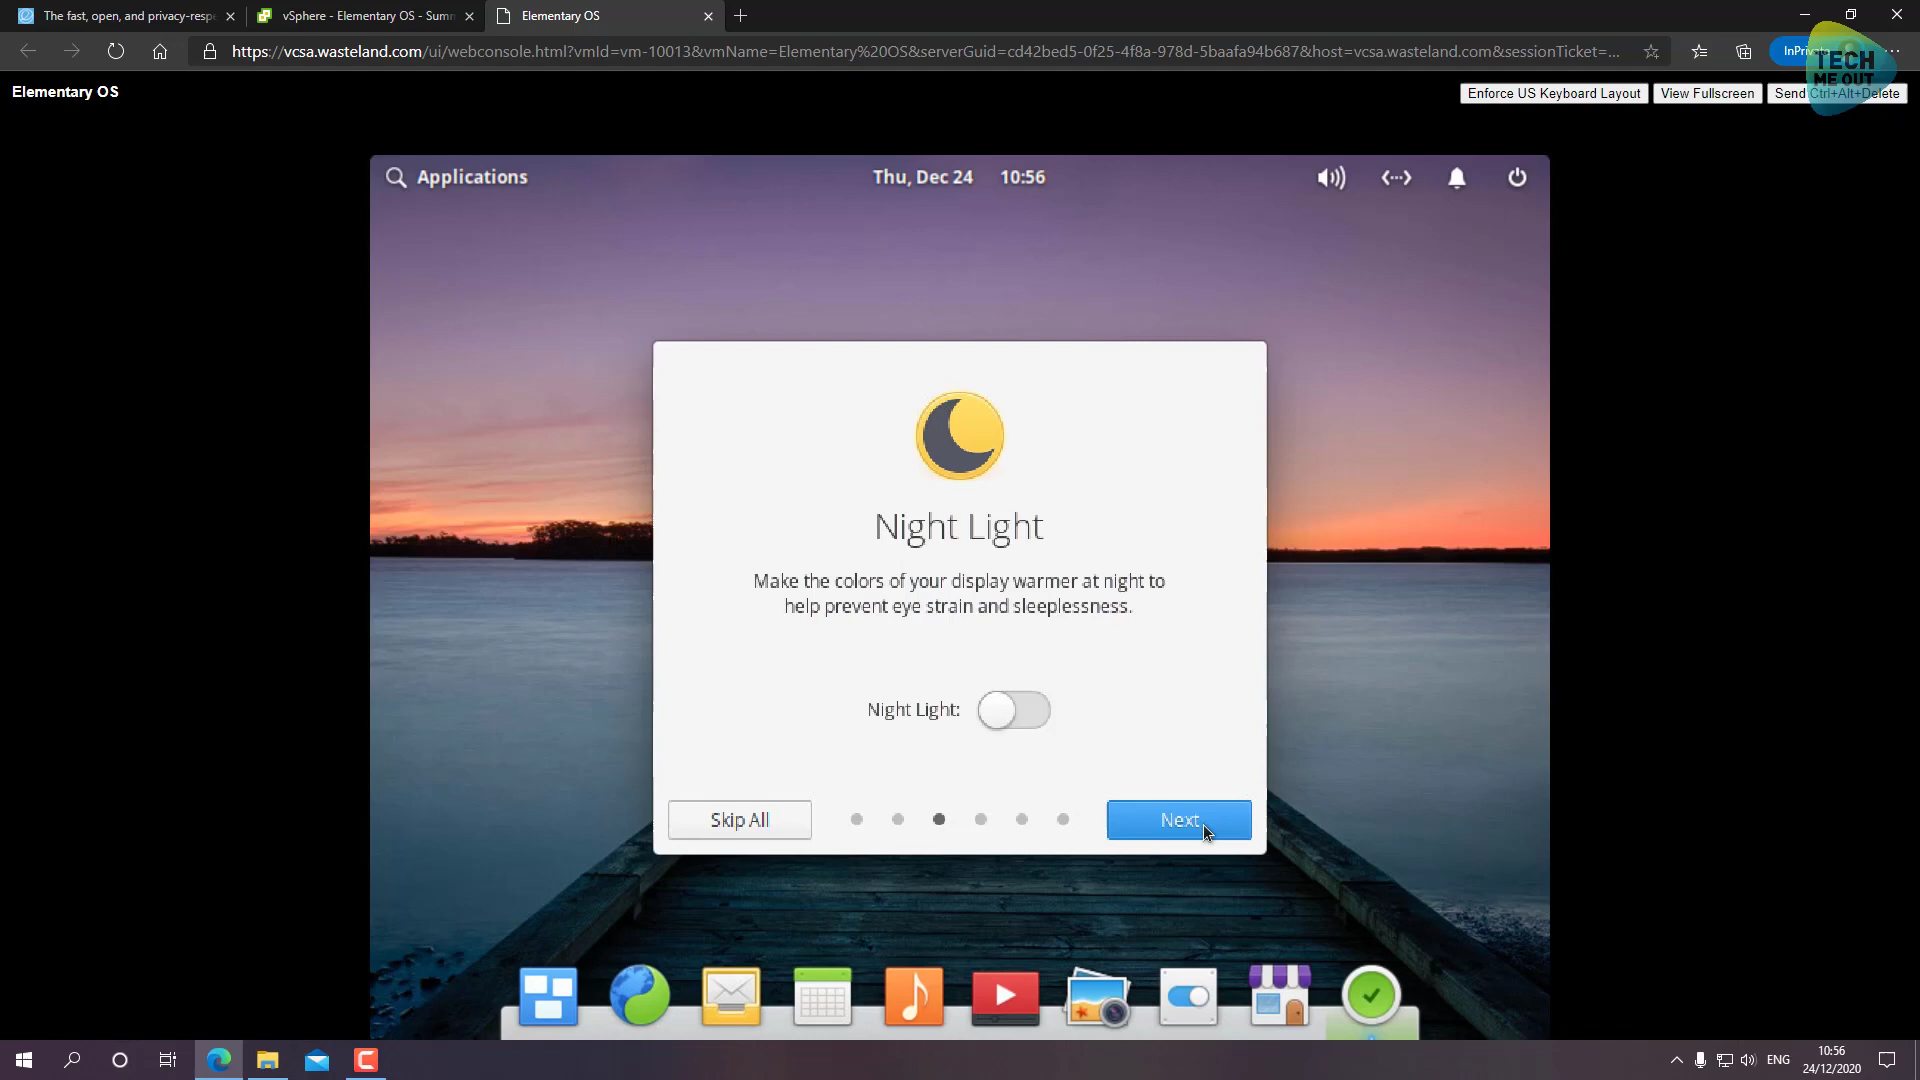 The fast, open, and privacy-resp
vSphere - Elementary OS - Sum
Elementary OS
https://vcsa.wasteland.com/ui/webconsole.html?vmId=vm-10013&vmName=Elementary%20OS&serverGuid=cd42bed5-0f25-4f8a-978d-5baafa94b687&host=vcsa.wasteland.com&sessionTicket=...
InPrivate
TECH
ME OUT
Elementary OS
Enforce US Keyboard Layout
View Fullscreen
Send Ctrl+Alt+Delete
Applications
Thu, Dec 24
10:56
Night Light
Make the colors of your display warmer at night to
help prevent eye strain and sleeplessness.
Night Light:
Skip All
Next
ENG
10:56
24/12/2020